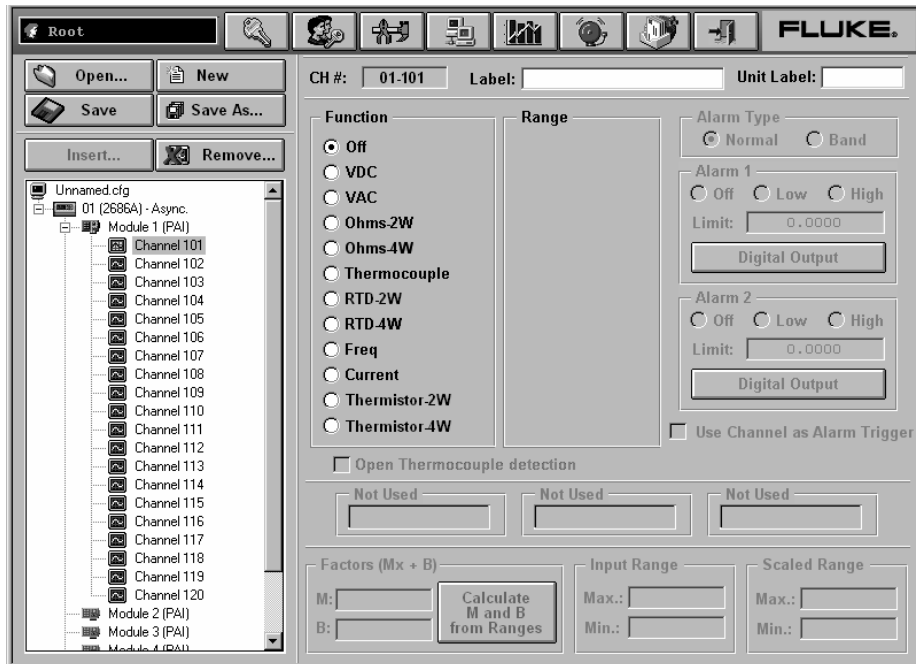 Root
FLUKE®
Open...
New
Save
Save As...
Insert...
Remove...
Unnamed.cfg
01 (2686A) - Async.
Module 1 (PAI)
Channel 101
Channel 102
Channel 103
Channel 104
Channel 105
Channel 106
Channel 107
Channel 108
Channel 109
Channel 110
Channel 111
Channel 112
Channel 113
Channel 114
Channel 115
Channel 116
Channel 117
Channel 118
Channel 119
Channel 120
Module 2 (PAI)
Module 3 (PAI)
Module 4 (PAI)
CH #: 01-101 Label: Unit Label:
Function
Off
VDC
VAC
Ohms-2W
Ohms-4W
Thermocouple
RTD-2W
RTD-4W
Freq
Current
Thermistor-2W
Thermistor-4W
Range
Alarm Type
Normal Band
Alarm 1
Off Low High
Limit: 0.0000
Digital Output
Alarm 2
Off Low High
Limit: 0.0000
Digital Output
Use Channel as Alarm Trigger
Open Thermocouple detection
Not Used
Not Used
Not Used
Factors (Mx + B)
M:
B:
Calculate
M and B
from Ranges
Input Range
Max.:
Min.:
Scaled Range
Max.:
Min.: